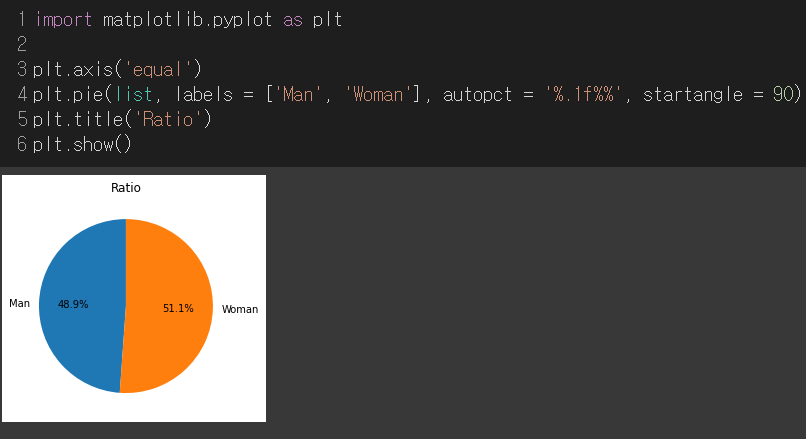 1 import matplotlib.pyplot as plt
2
3 plt.axis('equal')
4 plt.pie(list, labels = ['Man', 'Woman'], autopct = '%.1f%%', startangle = 90)
5 plt.title('Ratio')
6 plt.show()
Ratio
Man 48.9% 51.1% Woman